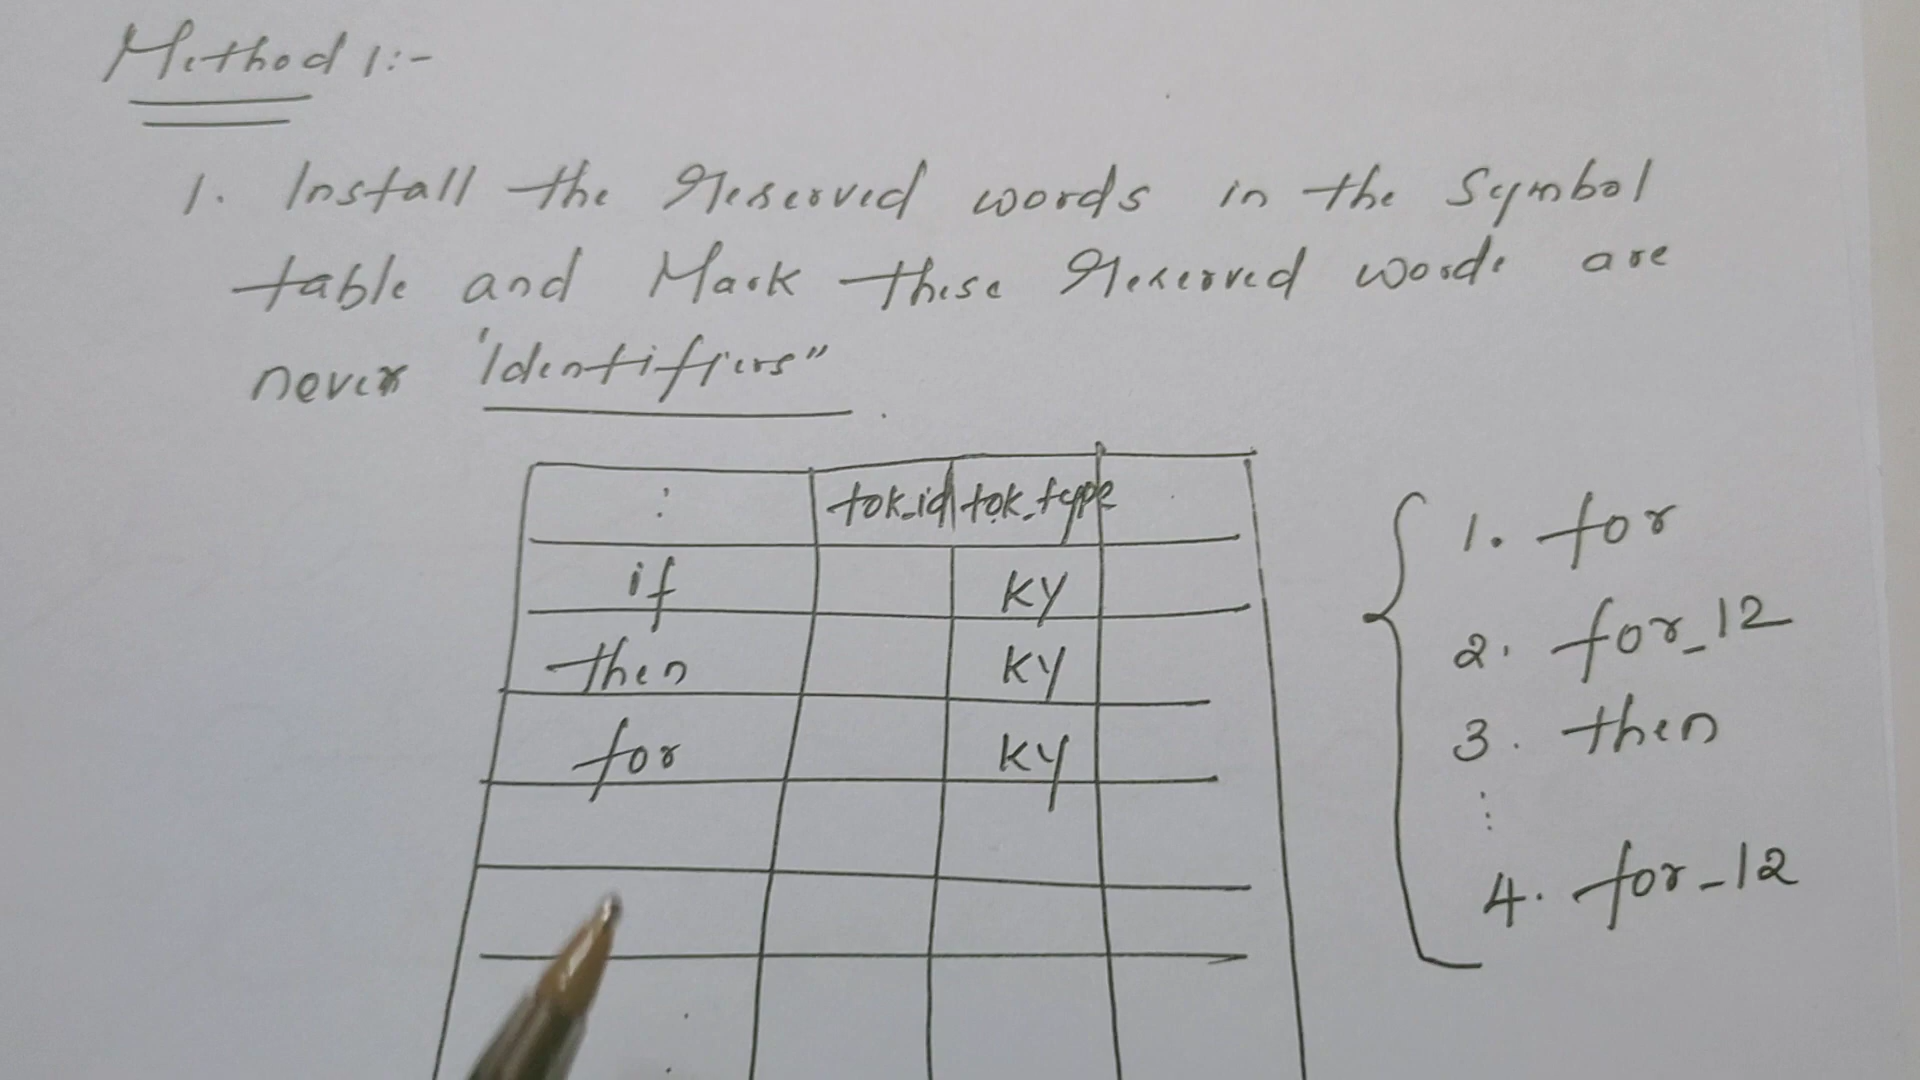 Method 1:-
1. Install the reserved words in the Symbol
table and Mark these reserved words are
never "Identifiers".
: tok_id tok_type
if KY
then KY
for KY
1. for
2. for_12
3. then
⋮
4. for_12